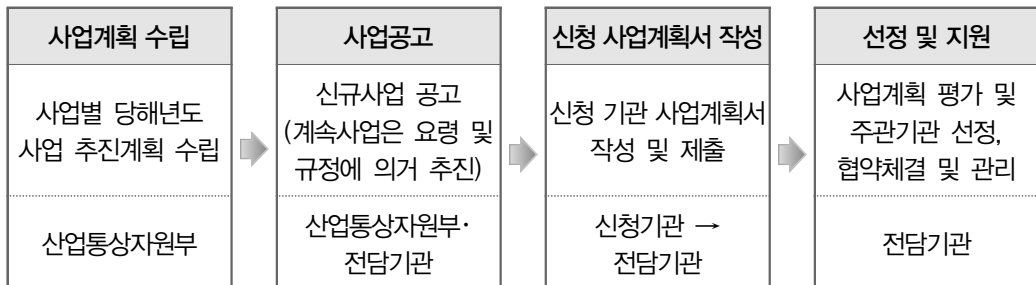 사업계획 수립
사업별 당해년도
사업 추진계획 수립
산업통상자원부
사업공고
신규사업 공고
(계속사업은 요령 및
규정에 의거 추진)
산업통상자원부·
전담기관
신청 사업계획서 작성
신청 기관 사업계획서
작성 및 제출
신청기관 →
전담기관
선정 및 지원
사업계획 평가 및
주관기관 선정,
협약체결 및 관리
전담기관